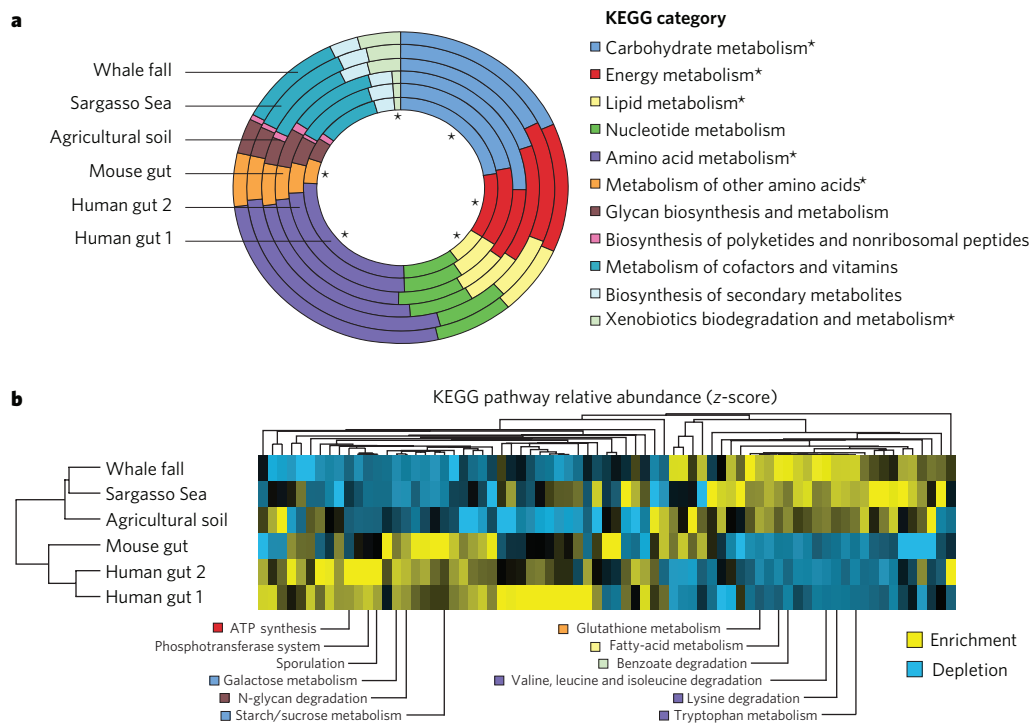 a
KEGG category
Whale fall
Sargasso Sea
Agricultural soil
Mouse gut
Human gut 2
Human gut 1
*
*
*
*
*
*
Carbohydrate metabolism*
Energy metabolism*
Lipid metabolism*
Nucleotide metabolism
Amino acid metabolism*
Metabolism of other amino acids*
Glycan biosynthesis and metabolism
Biosynthesis of polyketides and nonribosomal peptides
Metabolism of cofactors and vitamins
Biosynthesis of secondary metabolites
Xenobiotics biodegradation and metabolism*
b
KEGG pathway relative abundance (z-score)
Whale fall
Sargasso Sea
Agricultural soil
Mouse gut
Human gut 2
Human gut 1
ATP synthesis
Phosphotransferase system
Sporulation
Galactose metabolism
N-glycan degradation
Starch/sucrose metabolism
Glutathione metabolism
Fatty-acid metabolism
Benzoate degradation
Valine, leucine and isoleucine degradation
Lysine degradation
Tryptophan metabolism
Enrichment
Depletion